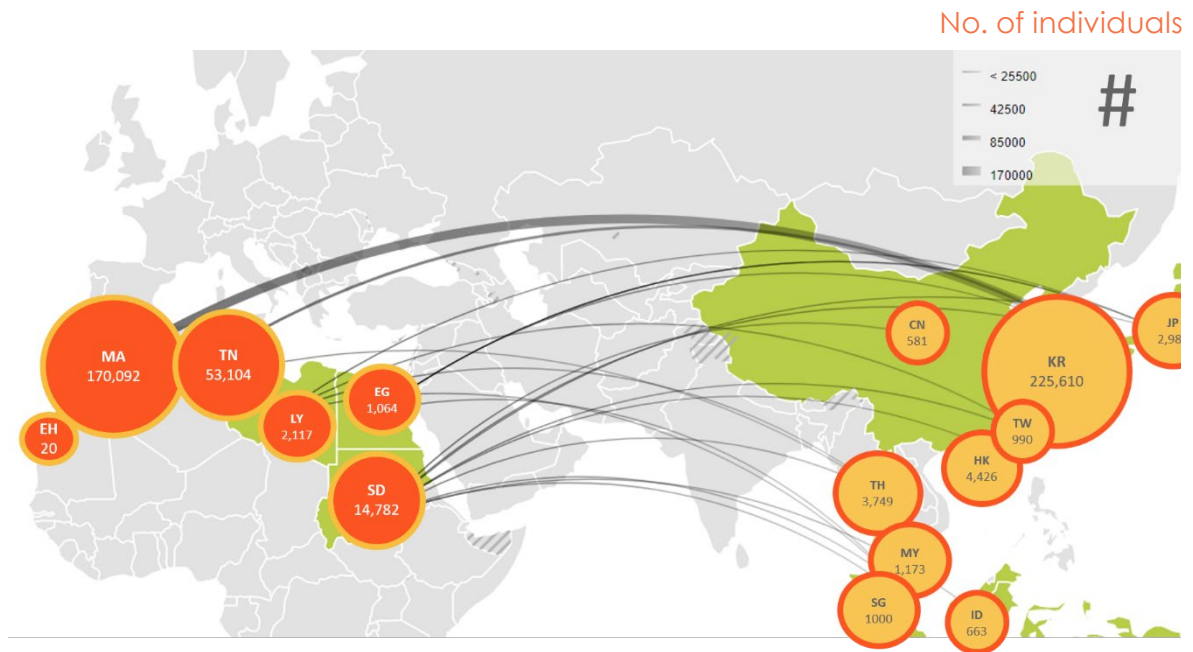 No. of individuals
< 25500
42500
85000
170000
#
MA
170,092
TN
53,104
EH
20
LY
2,117
EG
1,064
SD
14,782
CN
581
KR
225,610
JP
2,98
TW
990
HK
4,426
TH
3,749
MY
1,173
SG
1000
ID
663